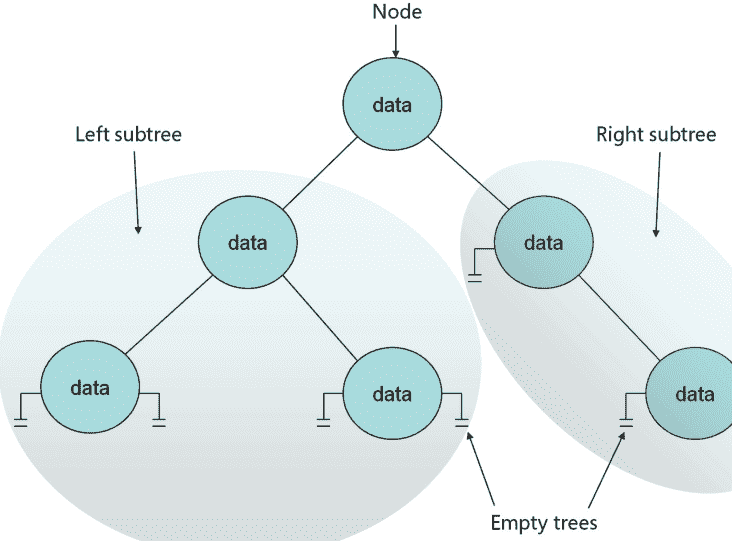 Node
data
Left subtree
Right subtree
data
data
data
data
data
Empty trees